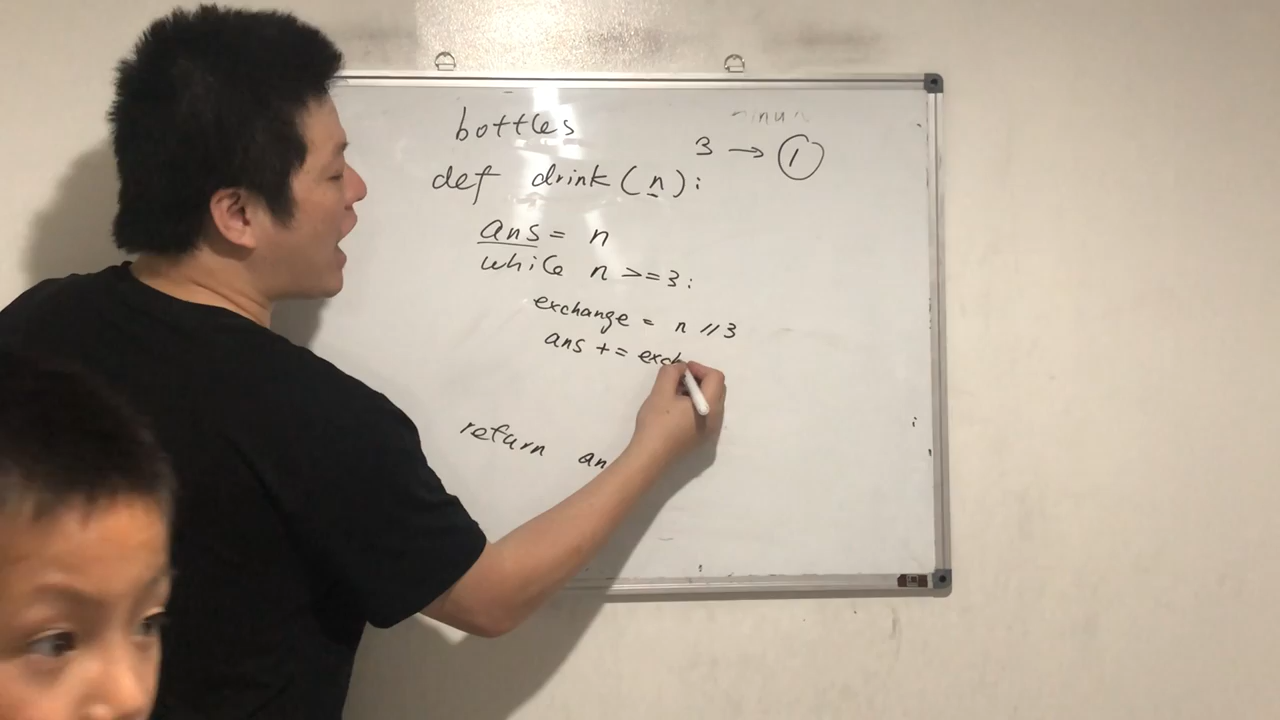 bottles
3 → 1
def drink(n):
ans = n
while n >= 3:
exchange = n // 3
ans += exch
return an